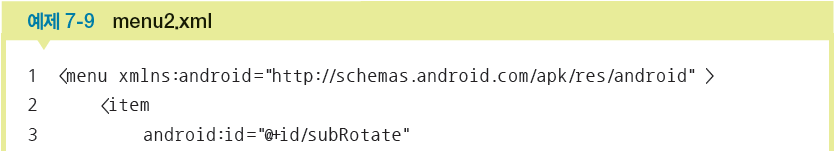 예제 7-9 menu2.xml
1 <menu xmlns:android="http://schemas.android.com/apk/res/android" >
2 <item
3 android:id="@+id/subRotate"